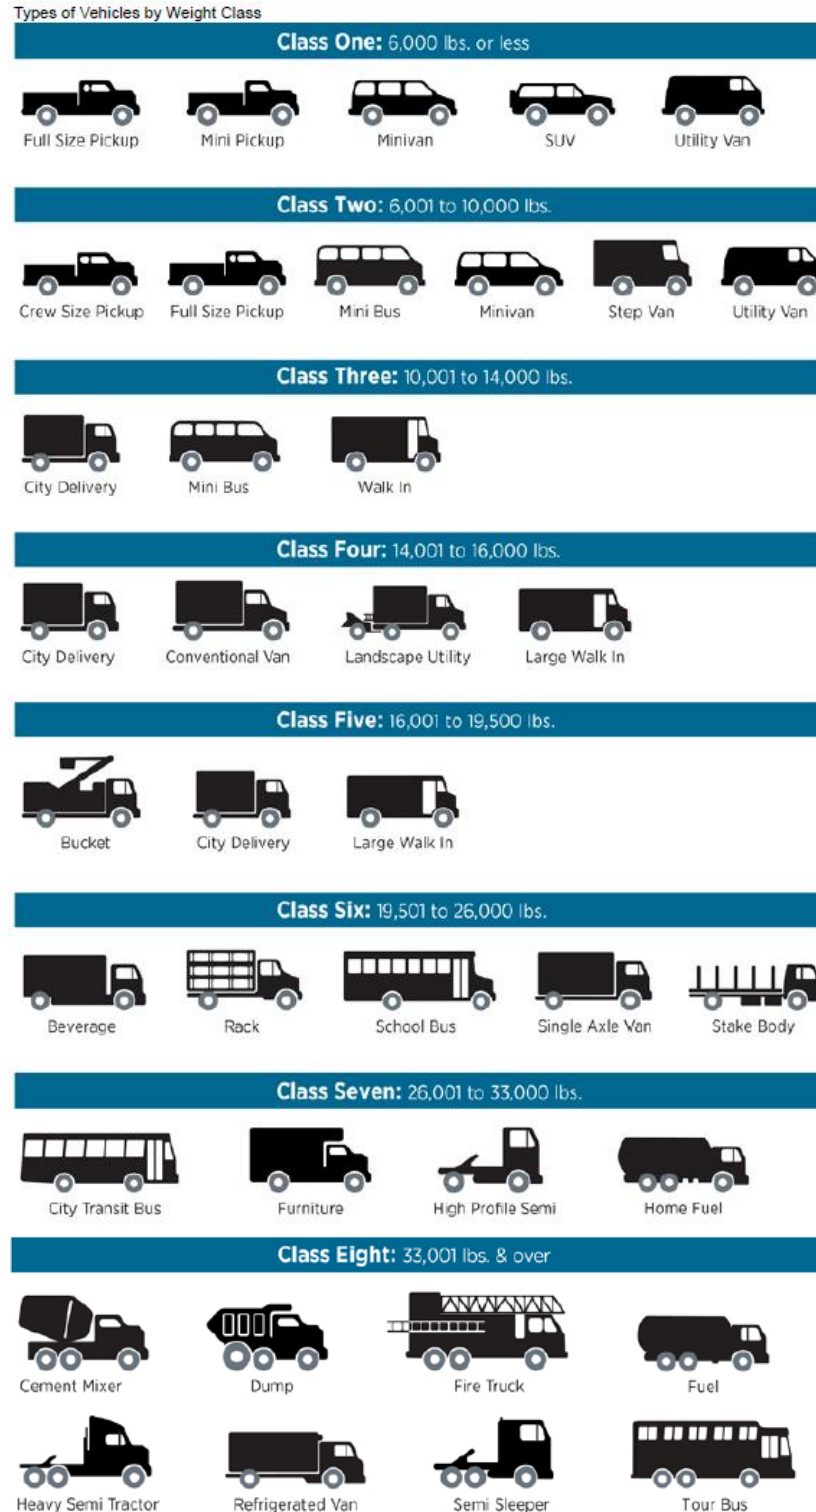 Types of Vehicles by Weight Class
Class One: 6,000 lbs. or less
Full Size Pickup Mini Pickup Minivan SUV Utility Van
Class Two: 6,001 to 10,000 lbs.
Crew Size Pickup Full Size Pickup Mini Bus Minivan Step Van Utility Van
Class Three: 10,001 to 14,000 lbs.
City Delivery Mini Bus Walk In
Class Four: 14,001 to 16,000 lbs.
City Delivery Conventional Van Landscape Utility Large Walk In
Class Five: 16,001 to 19,500 lbs.
Bucket City Delivery Large Walk In
Class Six: 19,501 to 26,000 lbs.
Beverage Rack School Bus Single Axle Van Stake Body
Class Seven: 26,001 to 33,000 lbs.
City Transit Bus Furniture High Profile Semi Home Fuel
Class Eight: 33,001 lbs. & over
Cement Mixer Dump Fire Truck Fuel
Heavy Semi Tractor Refrigerated Van Semi Sleeper Tour Bus